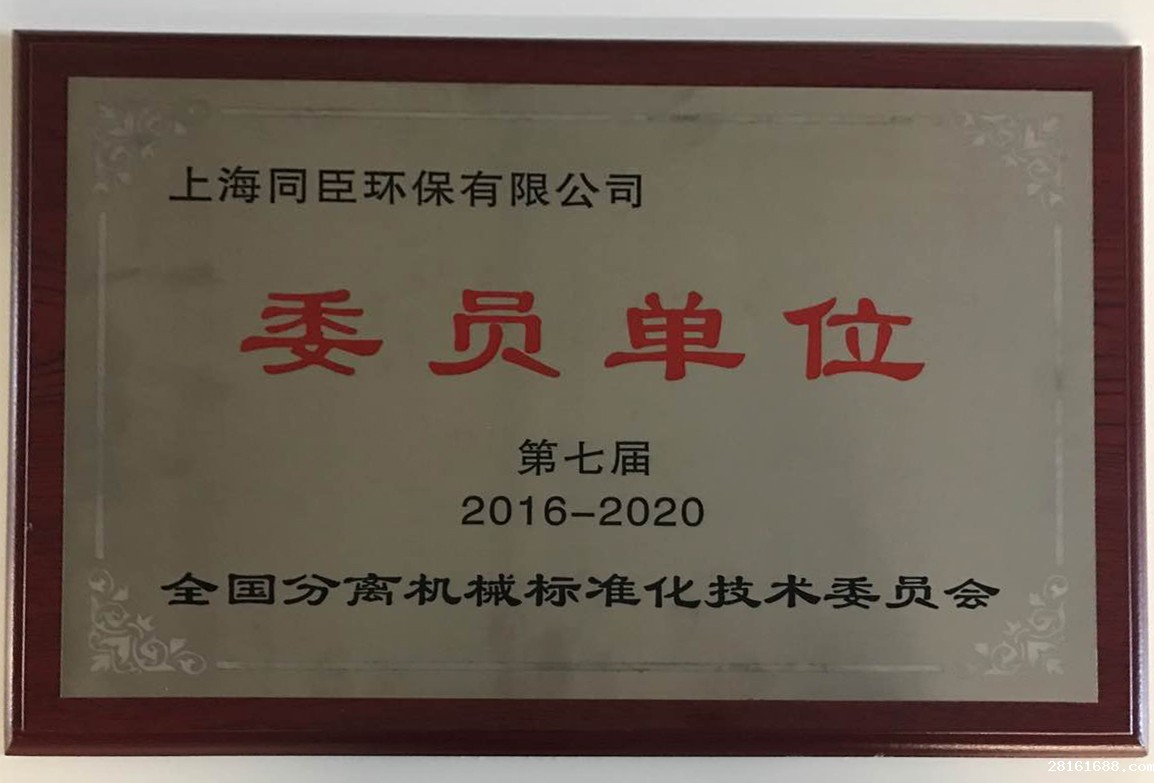 上海同臣环保有限公司
委员单位
第七届
2016-2020
全国分离机械标准化技术委员会
28161688.com